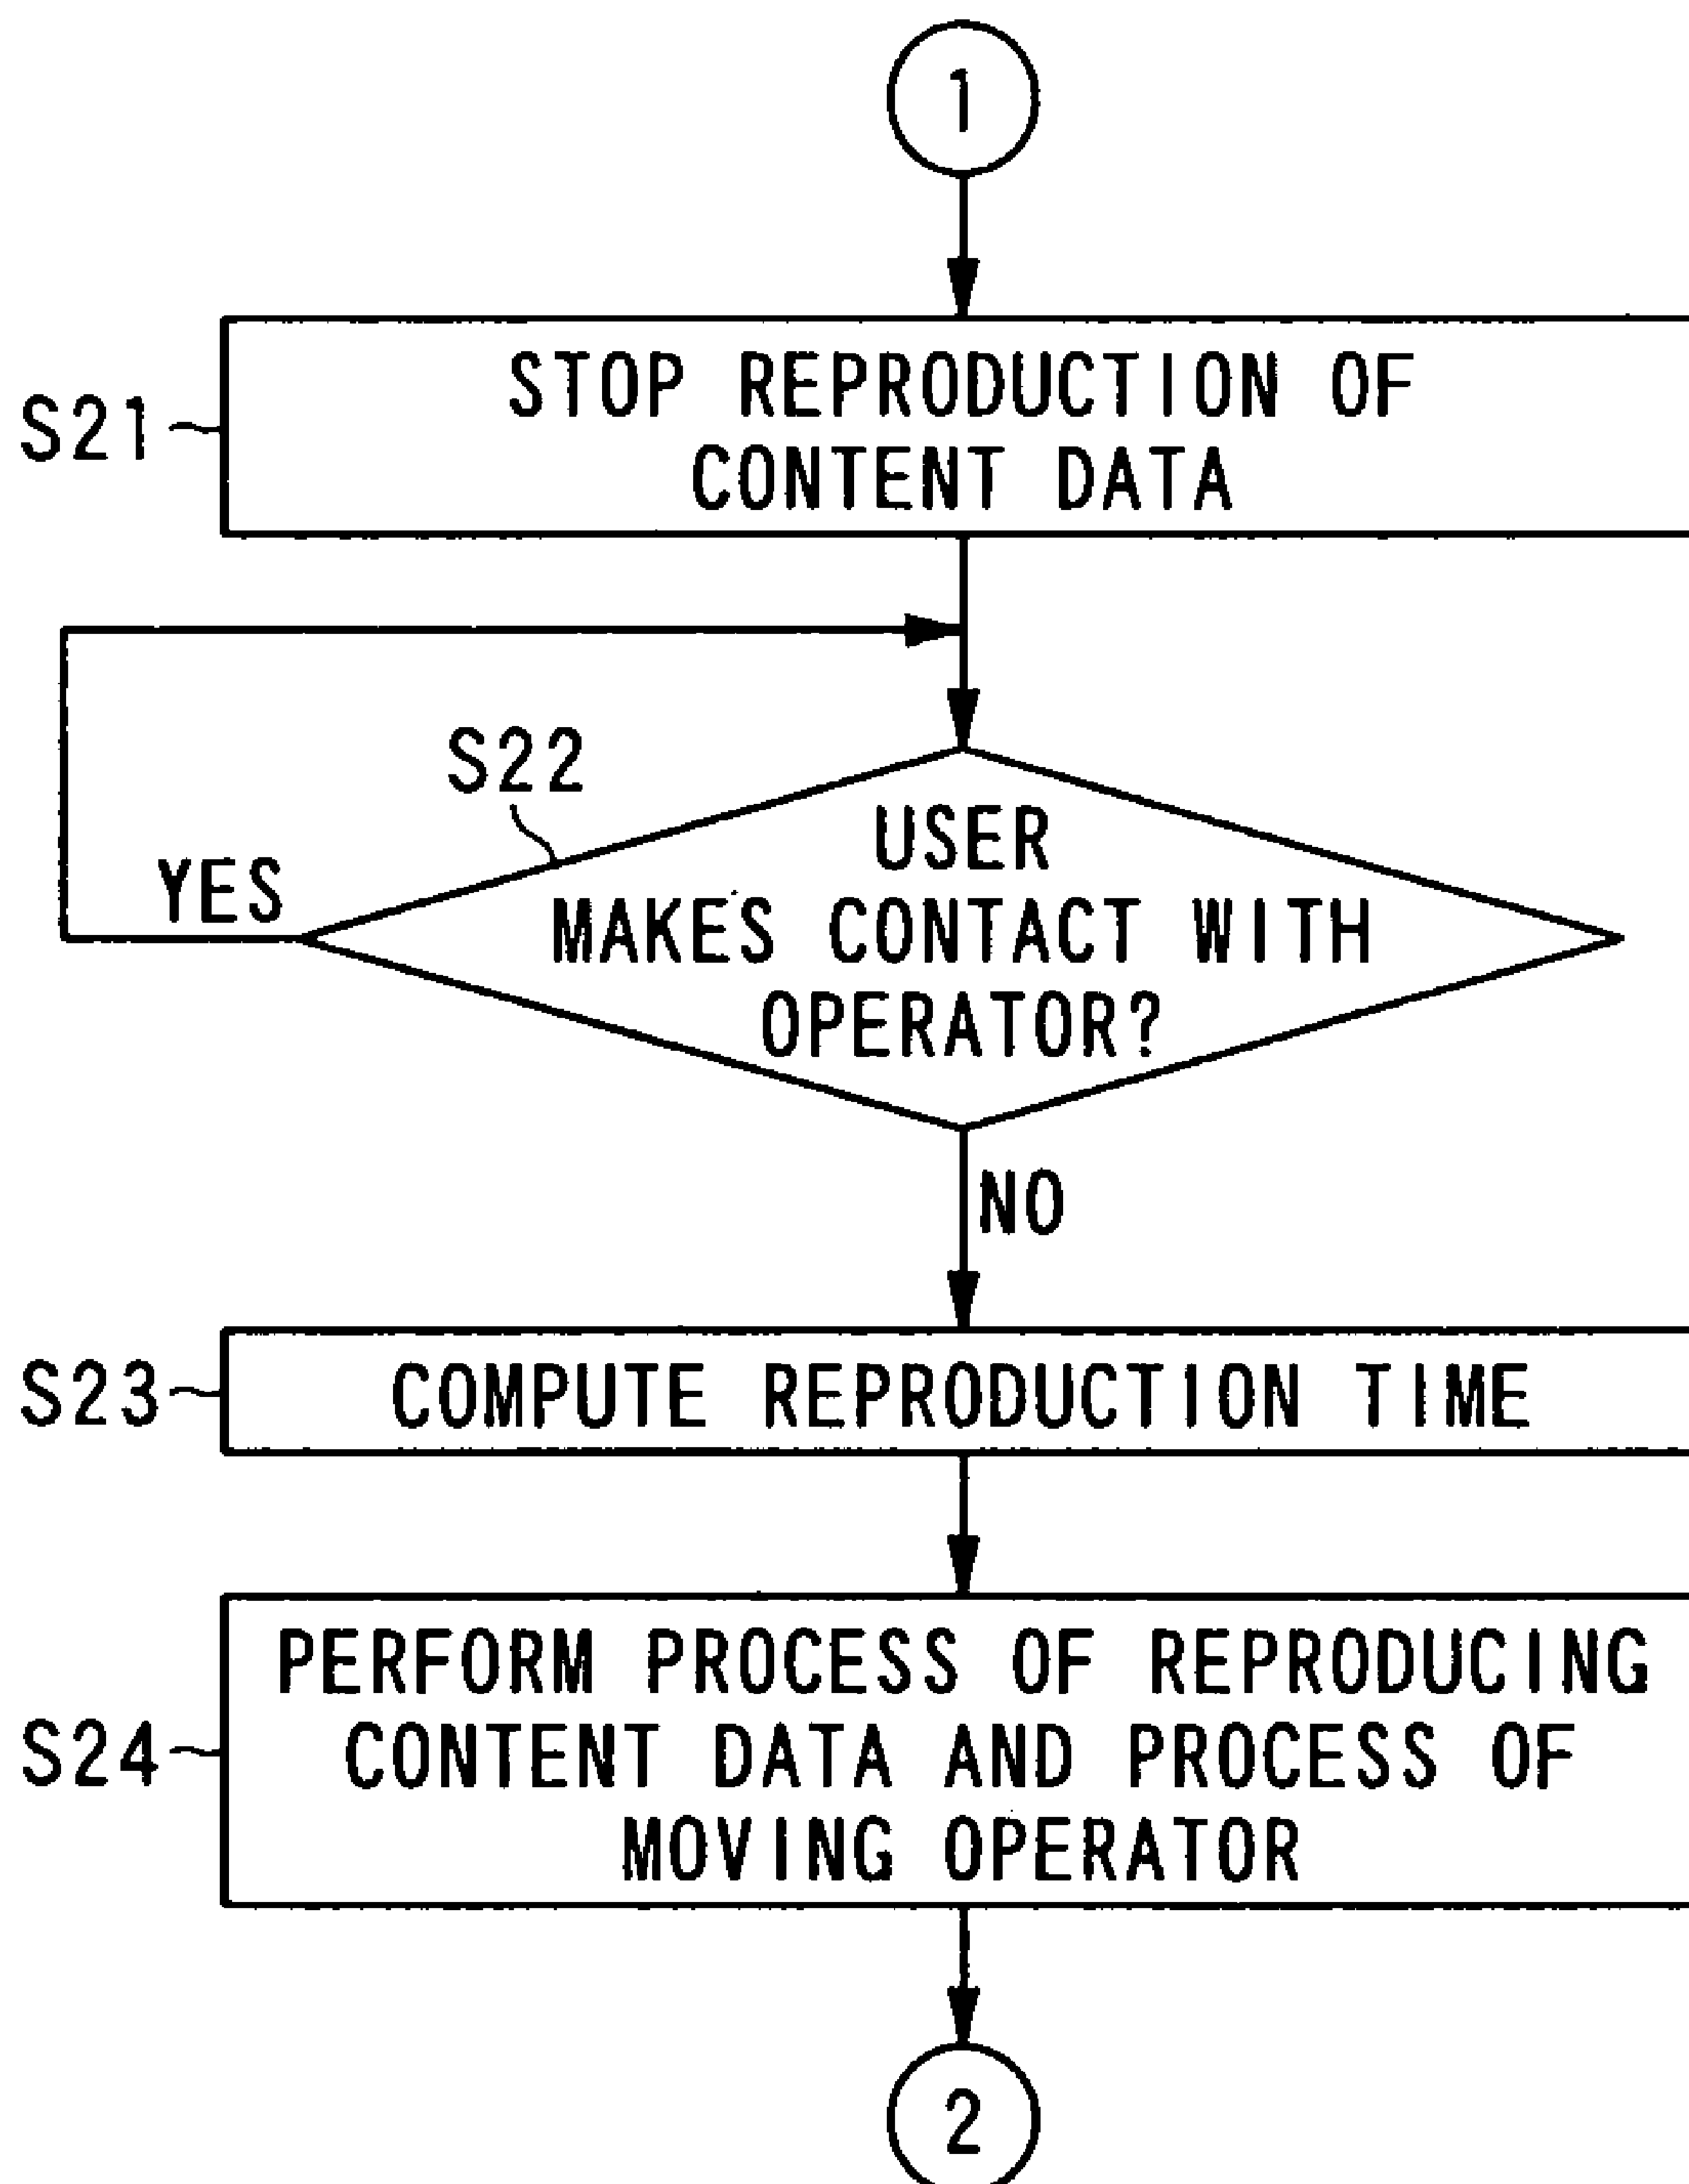 1
S21
STOP REPRODUCTION OF
CONTENT DATA
S22
YES
USER
MAKES CONTACT WITH
OPERATOR?
NO
S23
COMPUTE REPRODUCTION TIME
S24
PERFORM PROCESS OF REPRODUCING
CONTENT DATA AND PROCESS OF
MOVING OPERATOR
2